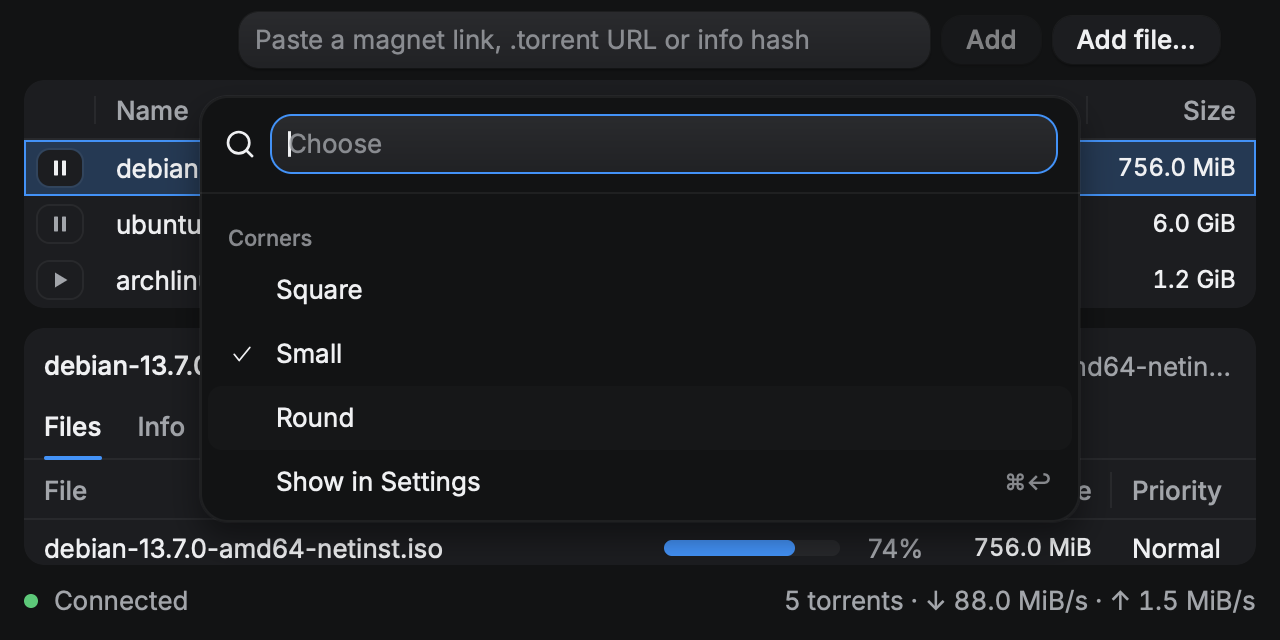 Paste a magnet link, .torrent URL or info hash
Add
Add file...
Name
Size
Choose
debian
756.0 MiB
ubuntu
6.0 GiB
1.2 GiB
Corners
Square
Small
Round
Show in Settings ⌘↩
debian-13.7.0
md64-netin...
Files Info
File
Priority
debian-13.7.0-amd64-netinst.iso 74% 756.0 MiB Normal
Connected
5 torrents · ↓ 88.0 MiB/s · ↑ 1.5 MiB/s